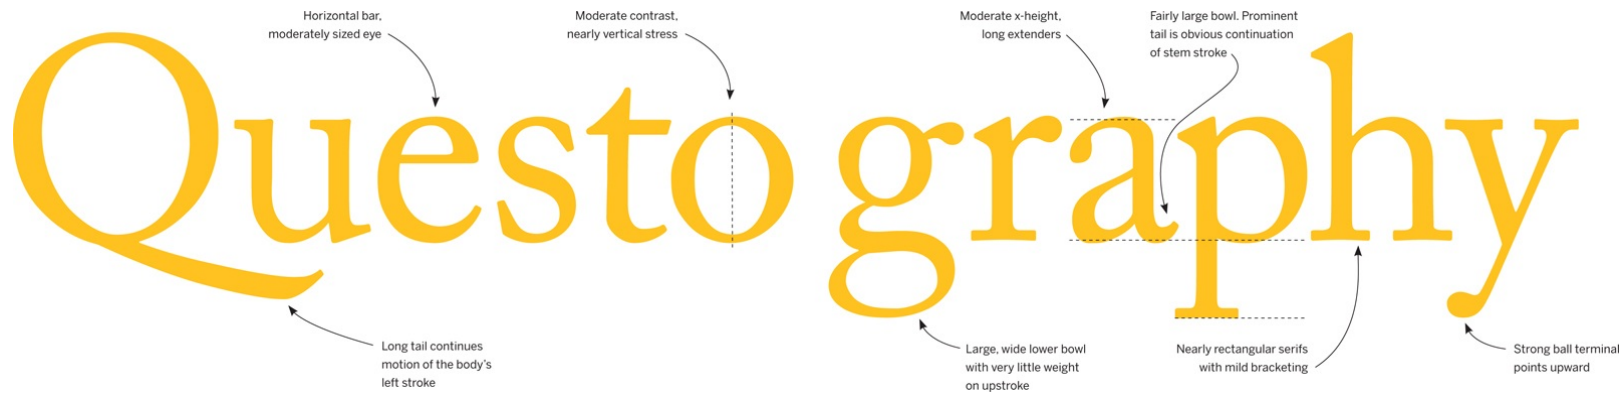 Horizontal bar,
moderately sized eye
Moderate contrast,
nearly vertical stress
Moderate x-height,
long extenders
Fairly large bowl. Prominent
tail is obvious continuation
of stem stroke
Questo graphy
Long tail continues
motion of the body’s
left stroke
Large, wide lower bowl
with very little weight
on upstroke
Nearly rectangular serifs
with mild bracketing
Strong ball terminal
points upward